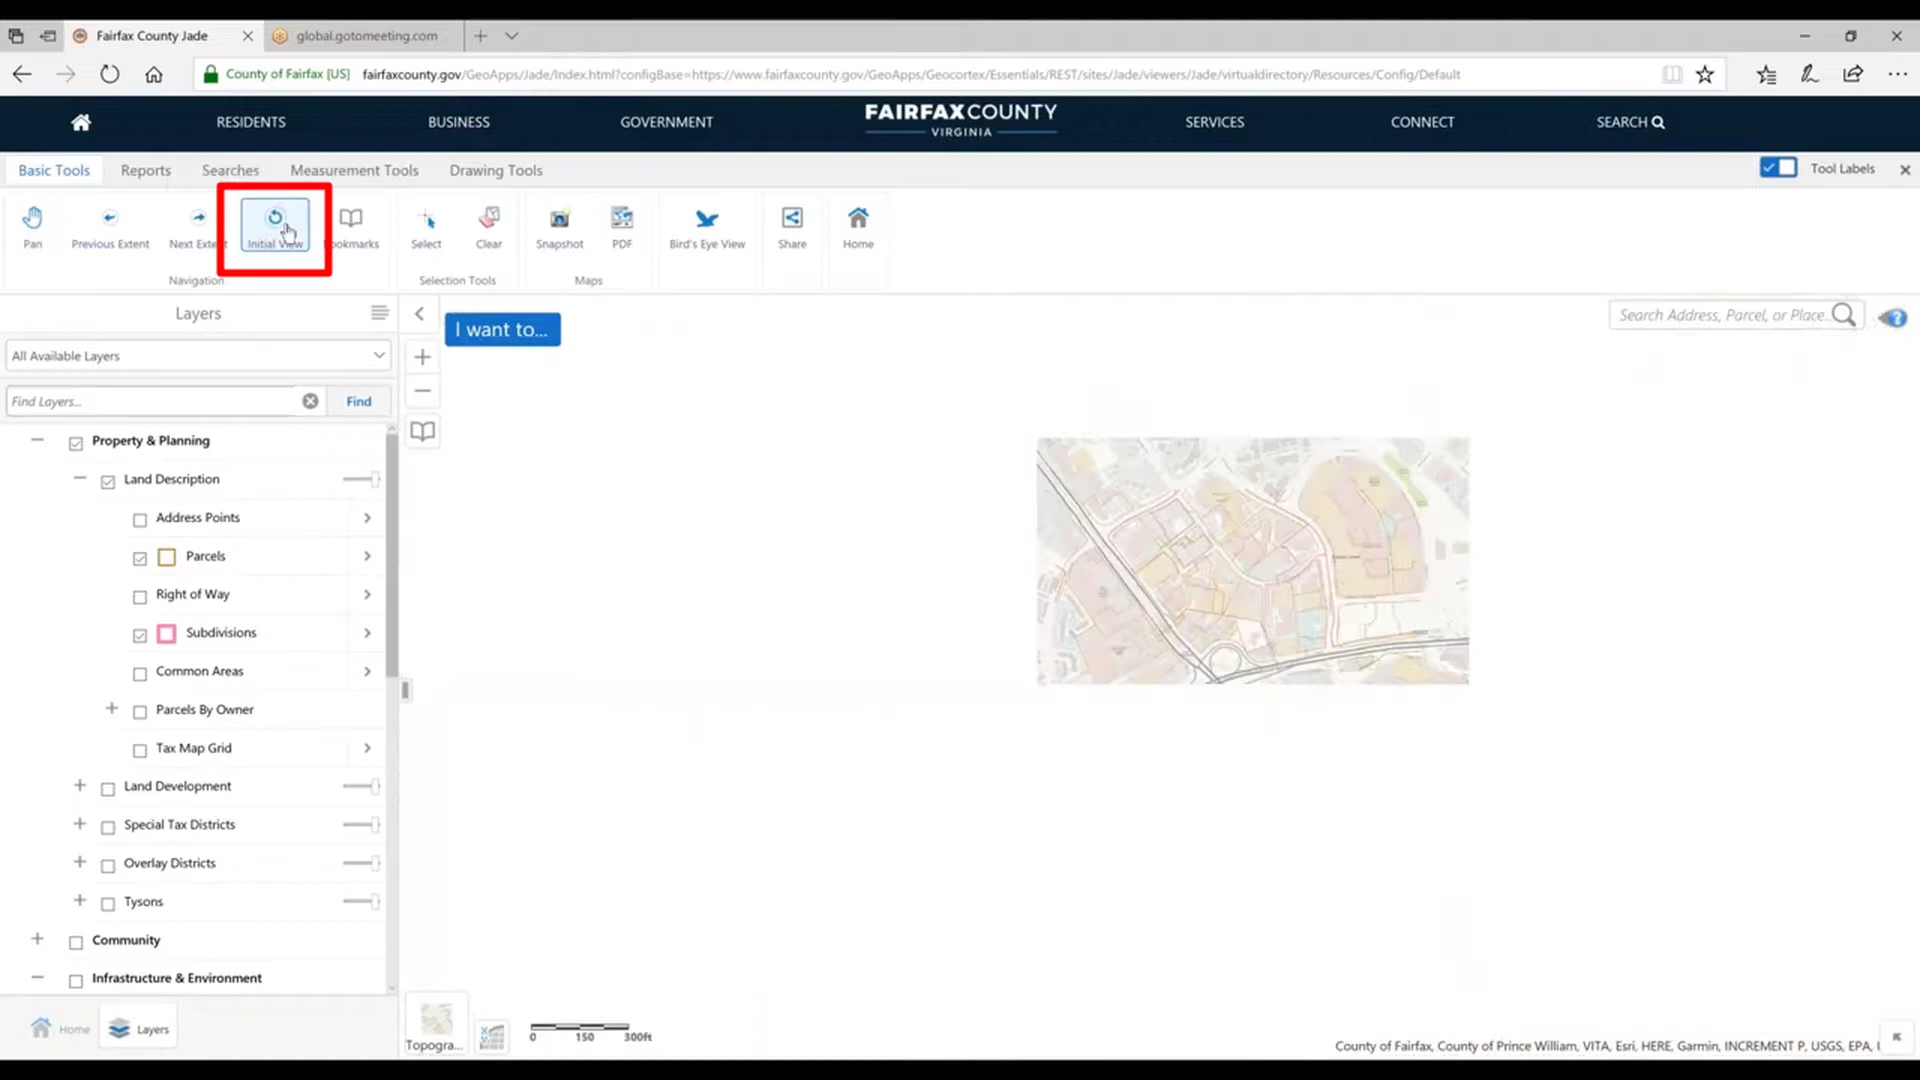 Fairfax County Jade
global.gotomeeting.com
County of Fairfax [US]
fairfaxcounty.gov/GeoApps/Jade/Index.html?configBase=https://www.fairfaxcounty.gov/GeoApps/Geocortex/Essentials/REST/sites/Jade/viewers/Jade/virtualdirectory/Resources/Config/Default
RESIDENTS
BUSINESS
GOVERNMENT
FAIRFAX COUNTY
VIRGINIA
SERVICES
CONNECT
SEARCH
Basic Tools
Reports
Searches
Measurement Tools
Drawing Tools
Tool Labels
Pan
Previous Extent
Next Exte
Initial View
okmarks
Select
Clear
Snapshot
PDF
Bird's Eye View
Share
Home
Navigation
Selection Tools
Maps
Layers
I want to...
Search Address, Parcel, or Place...
All Available Layers
Find Layers...
Find
Property & Planning
Land Description
Address Points
Parcels
Right of Way
Subdivisions
Common Areas
Parcels By Owner
Tax Map Grid
Land Development
Special Tax Districts
Overlay Districts
Tysons
Community
Infrastructure & Environment
Home
Layers
Topogra...
0 150 300ft
County of Fairfax, County of Prince William, VITA, Esri, HERE, Garmin, INCREMENT P, USGS, EPA,